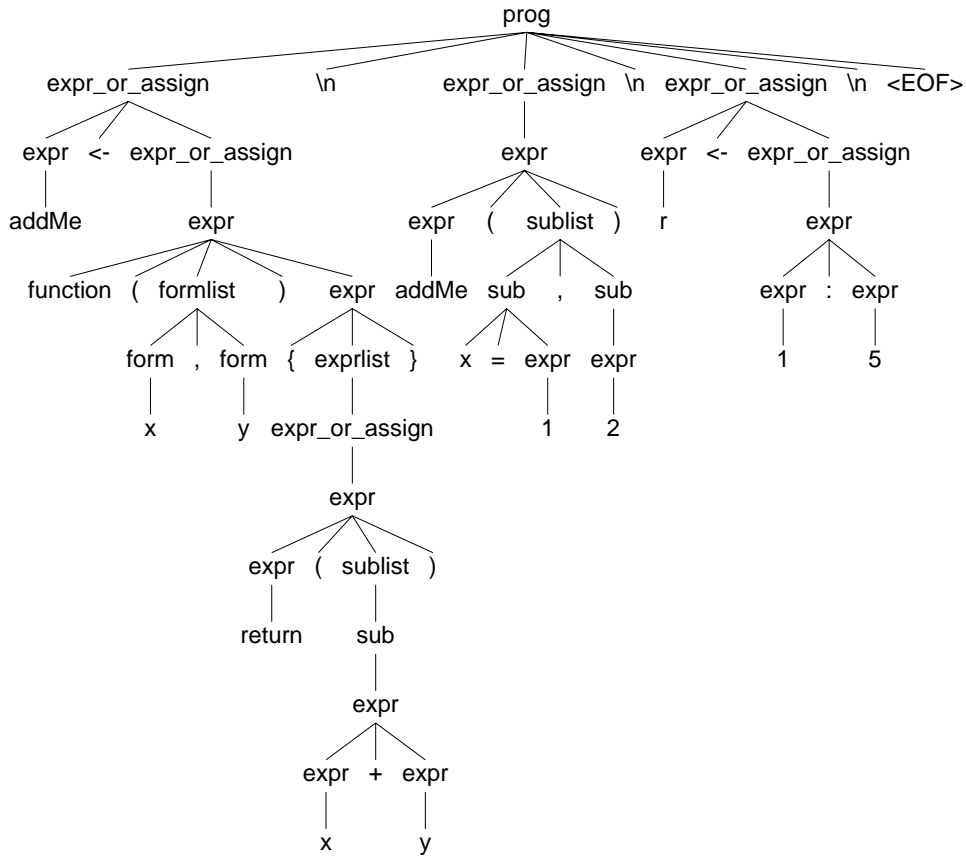 prog
expr_or_assign \n expr_or_assign \n expr_or_assign \n <EOF>
expr <- expr_or_assign expr expr <- expr_or_assign
addMe expr expr ( sublist ) r expr
function ( formlist ) expr addMe sub , sub expr : expr
form , form { exprlist } x = expr expr 1 5
x y expr_or_assign 1 2
expr
expr ( sublist )
return sub
expr
expr + expr
x y